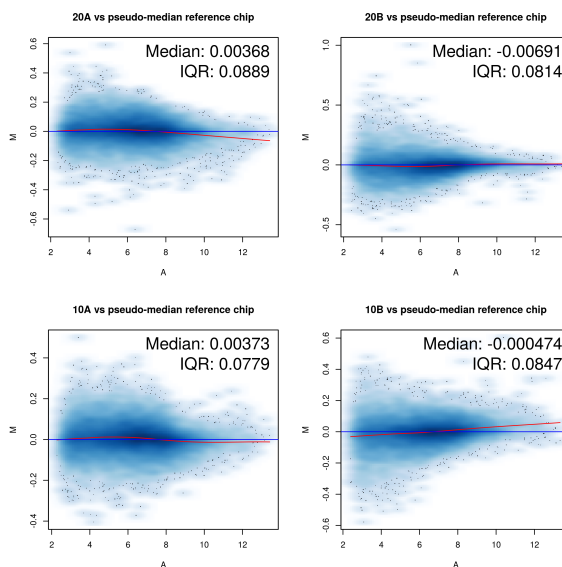 20A vs pseudo-median reference chip
Median: 0.00368
IQR: 0.0889
M
0.6
0.4
0.2
0.0
-0.2
-0.4
-0.6
2 4 6 8 10 12
A
20B vs pseudo-median reference chip
Median: -0.00691
IQR: 0.0814
M
1.0
0.5
0.0
-0.5
2 4 6 8 10 12
A
10A vs pseudo-median reference chip
Median: 0.00373
IQR: 0.0779
M
0.4
0.2
0.0
-0.2
-0.4
2 4 6 8 10 12
A
10B vs pseudo-median reference chip
Median: -0.000474
IQR: 0.0847
M
0.6
0.4
0.2
0.0
-0.2
-0.4
-0.6
2 4 6 8 10 12
A